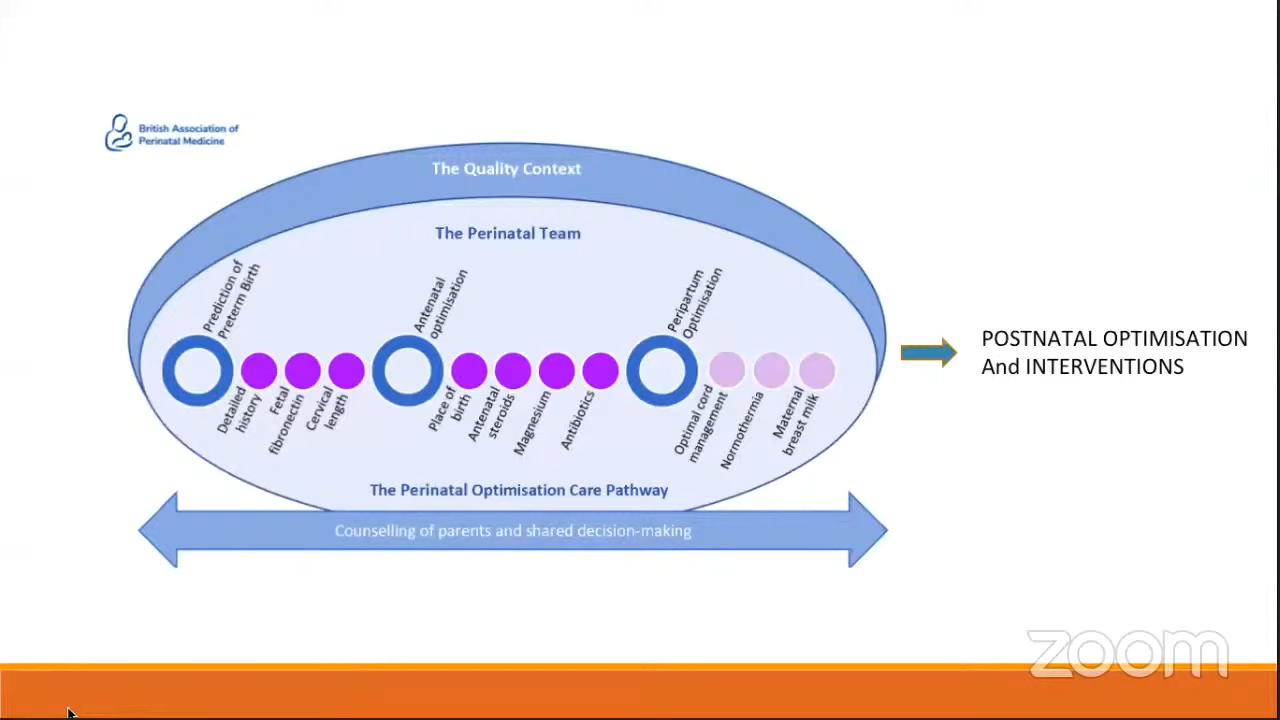 British Association of
Perinatal Medicine
The Quality Context
The Perinatal Team
Prediction of
Preterm Birth
Detailed
history
Fetal
fibronectin
Cervical
length
Antenatal
optimisation
Place of
birth
Antenatal
steroids
Magnesium
Antibiotics
Peripartum
Optimisation
Optimal cord
management
Normothermia
Maternal
breast milk
The Perinatal Optimisation Care Pathway
Counselling of parents and shared decision-making
POSTNATAL OPTIMISATION
And INTERVENTIONS
zoom